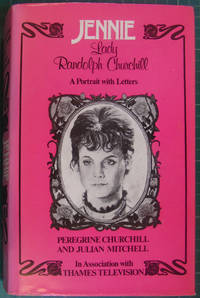 JENNIE
Lady
Randolph Churchill
A Portrait with Letters
PEREGRINE CHURCHILL
AND JULIAN MITCHELL
In Association with
THAMES TELEVISION